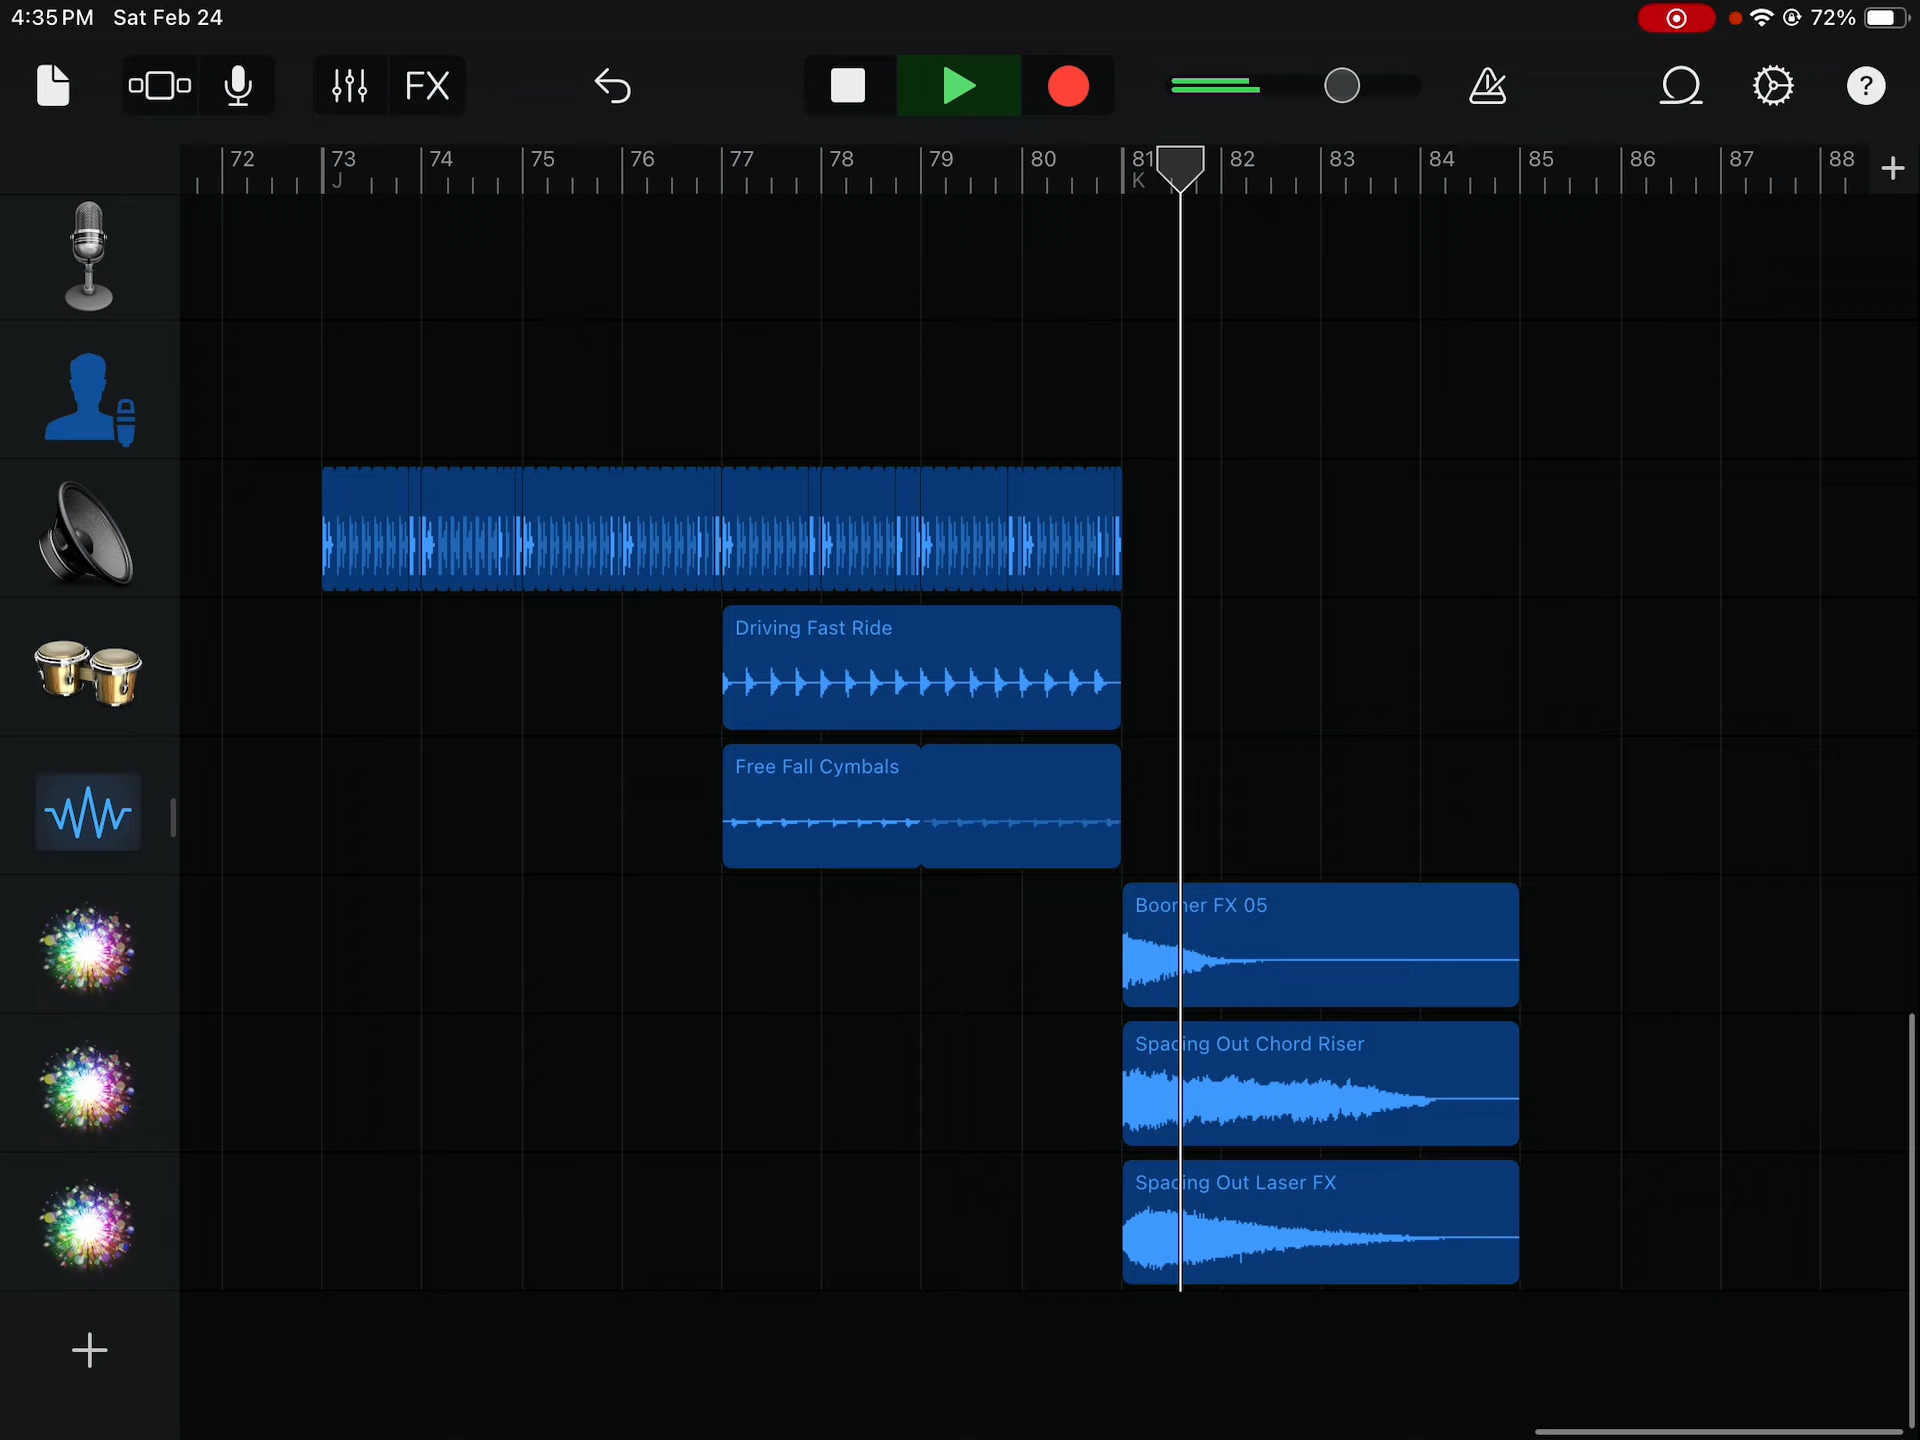 4:35 PM Sat Feb 24 72%
FX ?
72 73 74 75 76 77 78 79 80 81 82 83 84 85 86 87 88
J K
Driving Fast Ride
Free Fall Cymbals
Boomer FX 05
Spacing Out Chord Riser
Spacing Out Laser FX